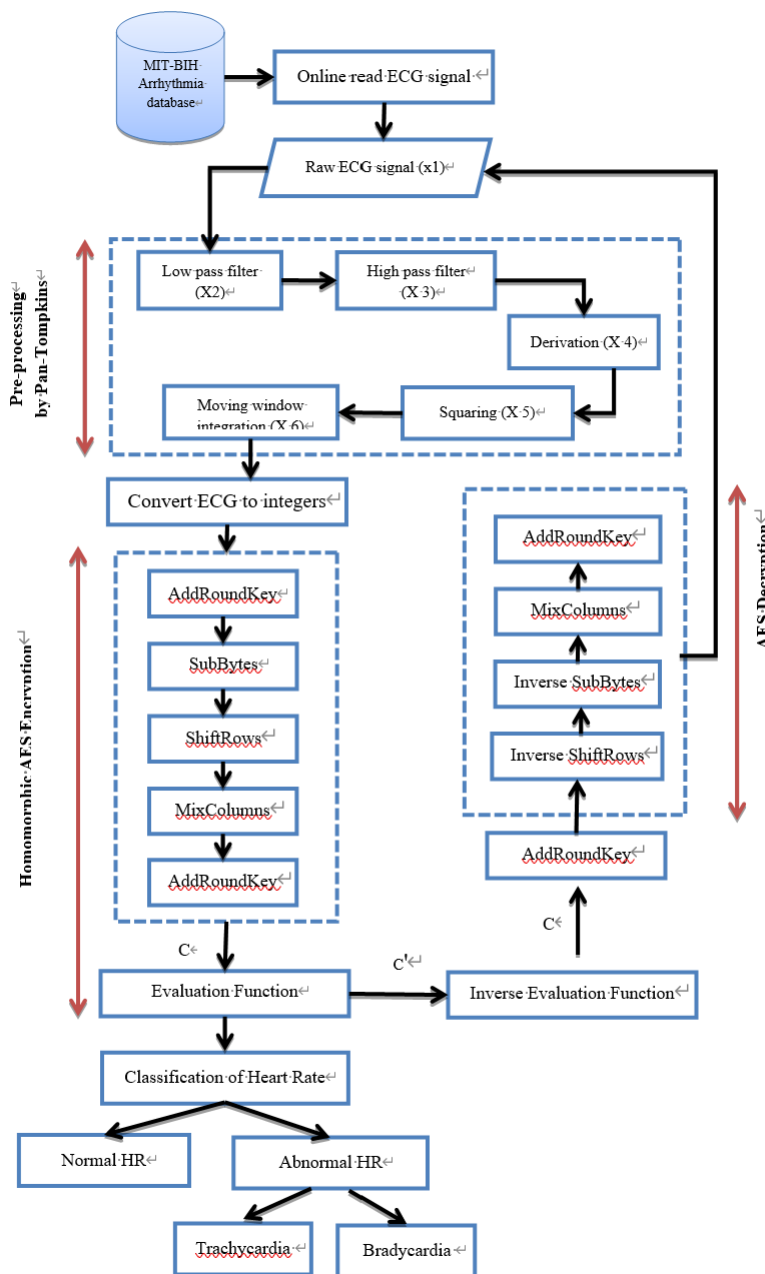 MIT-BIH
Arrhythmia
database
Online read ECG signal
Raw ECG signal (x1)
Pre-processing
by Pan-Tompkins
Low pass filter
(X2)
High pass filter
(X 3)
Derivation (X 4)
Squaring (X 5)
Moving window
integration (X 6)
Convert ECG to integers
Homomorphic AES Encryption
AddRoundKey
SubBytes
ShiftRows
MixColumns
AddRoundKey
C
Evaluation Function
C'
Inverse Evaluation Function
C
AddRoundKey
Inverse ShiftRows
Inverse SubBytes
MixColumns
AddRoundKey
AES Decryption
Classification of Heart Rate
Normal HR
Abnormal HR
Trachycardia
Bradycardia